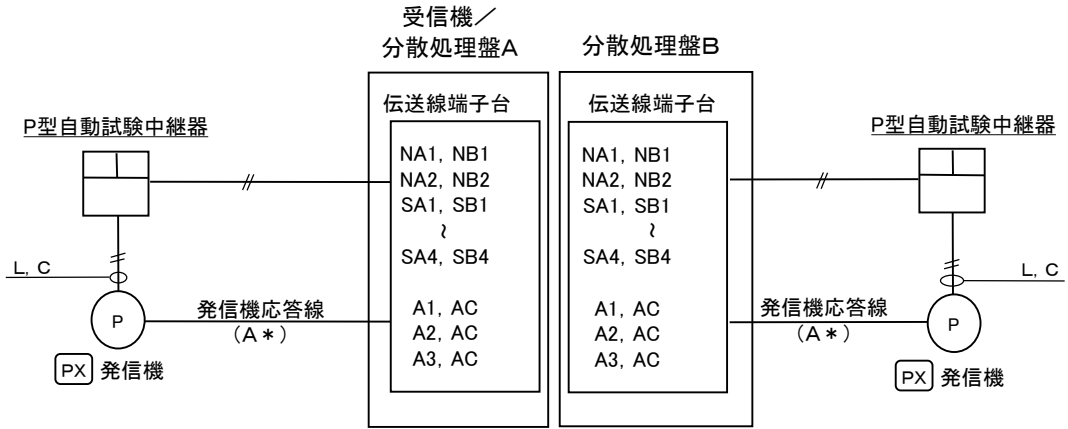 受信機／
分散処理盤A
分散処理盤B
伝送線端子台
伝送線端子台
P型自動試験中継器
P型自動試験中継器
NA1, NB1
NA2, NB2
SA1, SB1
～
SA4, SB4
A1, AC
A2, AC
A3, AC
NA1, NB1
NA2, NB2
SA1, SB1
～
SA4, SB4
A1, AC
A2, AC
A3, AC
L, C
L, C
P
P
発信機応答線
（A＊）
発信機応答線
（A＊）
PX 発信機
PX 発信機